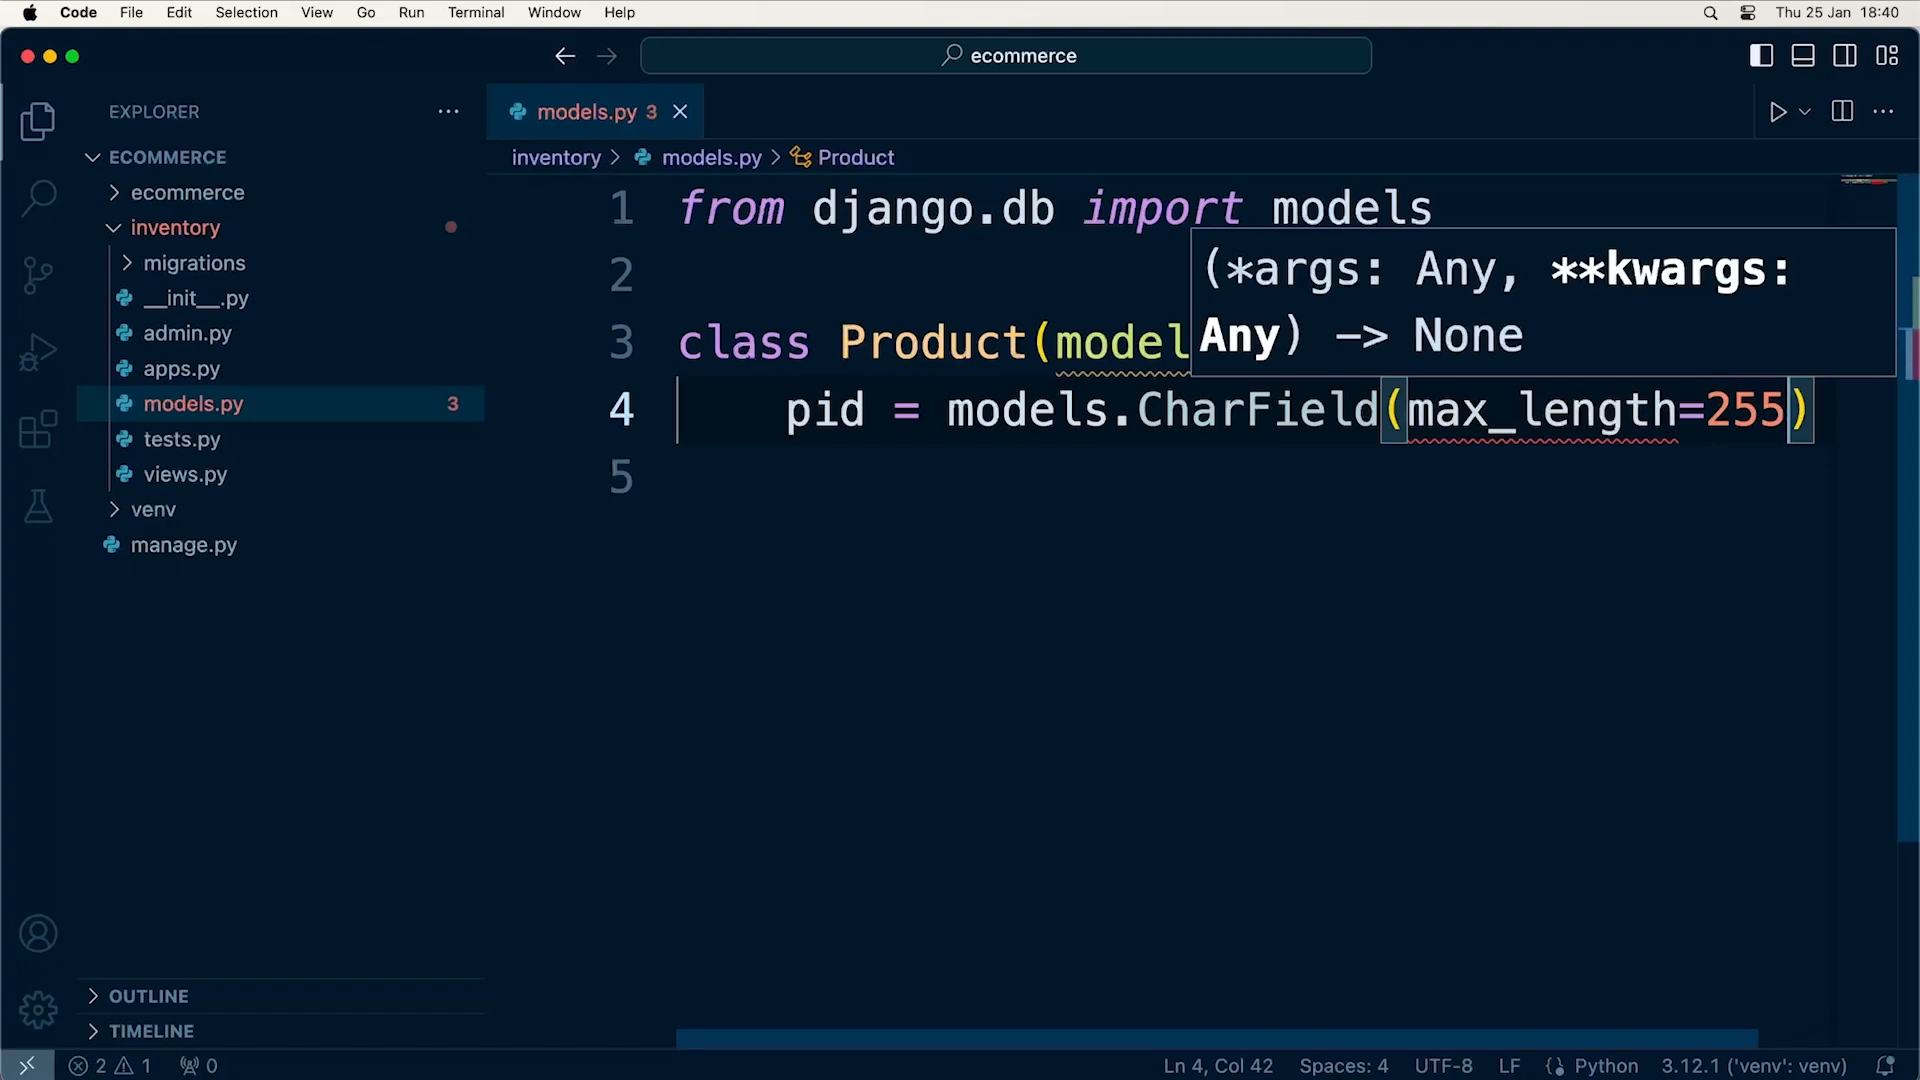 Code File Edit Selection View Go Run Terminal Window Help Thu 25 Jan 18:40
ecommerce
EXPLORER
ECOMMERCE
ecommerce
inventory
migrations
__init__.py
admin.py
apps.py
models.py 3
tests.py
views.py
venv
manage.py
OUTLINE
TIMELINE
models.py 3
inventory > models.py > Product
1 from django.db import models
2
(*args: Any, **kwargs:
Any) -> None
3 class Product(model
4 pid = models.CharField(max_length=255)
5
2 1 0 Ln 4, Col 42 Spaces: 4 UTF-8 LF Python 3.12.1 ('venv': venv)